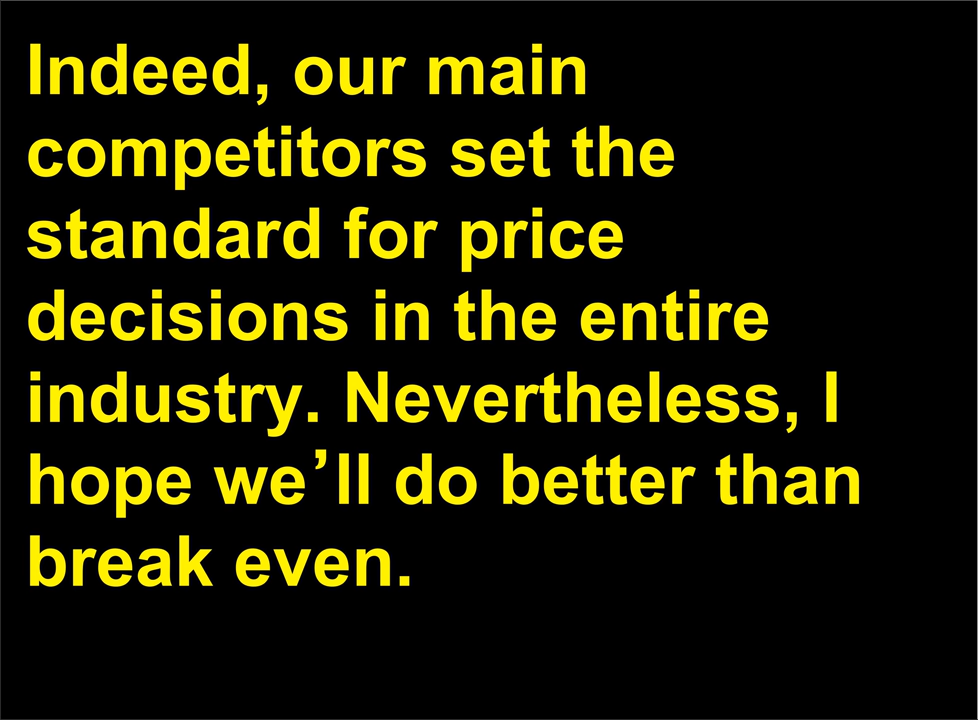 Indeed, our main
competitors set the
standard for price
decisions in the entire
industry. Nevertheless, I
hope we’ll do better than
break even.